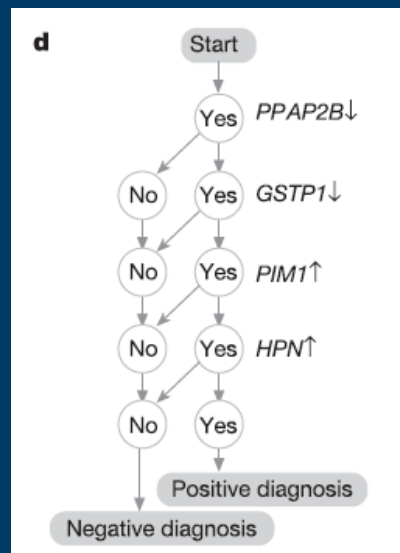 d
Start
Yes PPAP2B↓
No Yes GSTP1↓
No Yes PIM1↑
No Yes HPN↑
No Yes
Positive diagnosis
Negative diagnosis